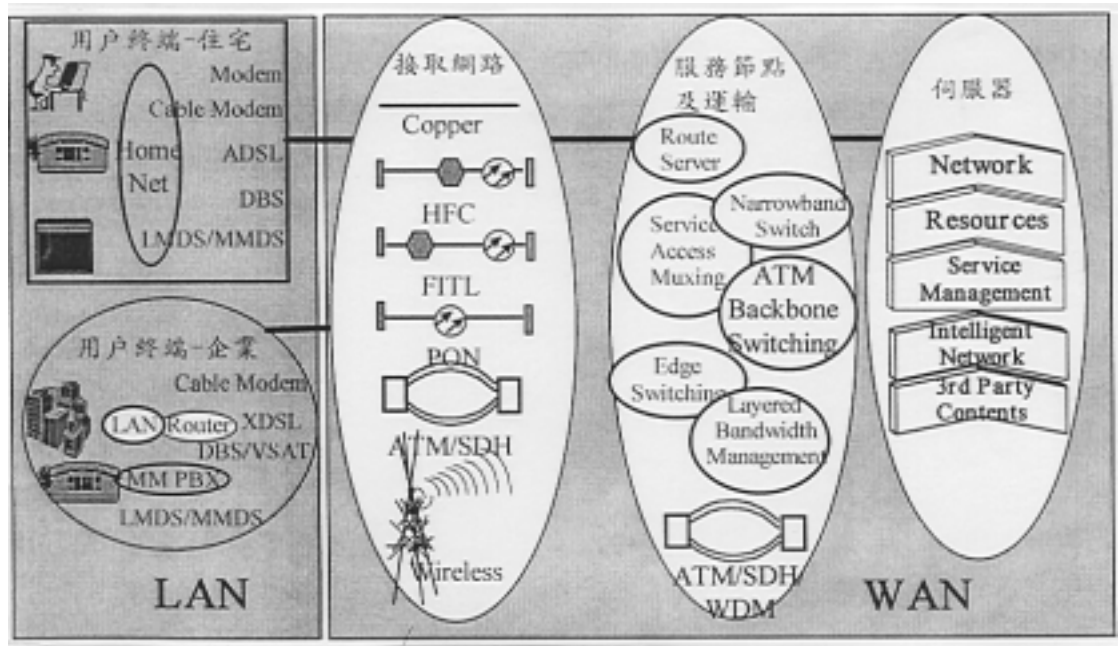 用戶終端-住宅
Modem
Cable Modem
Home
Net
ADSL
DBS
LMDS/MMDS
用戶終端-企業
Cable Modem
LAN
Router
XDSL
DBS/VSAT
MM PBX
LMDS/MMDS
LAN
接取網路
Copper
HFC
FITL
PON
ATM/SDH
Wireless
服務節點
及運輸
Route
Server
Narrowband
Switch
Service
Access
Muxing
ATM
Backbone
Switching
Edge
Switching
Layered
Bandwidth
Management
ATM/SDH/
WDM
伺服器
Network
Resources
Service
Management
Intelligent
Network
3rd Party
Contents
WAN